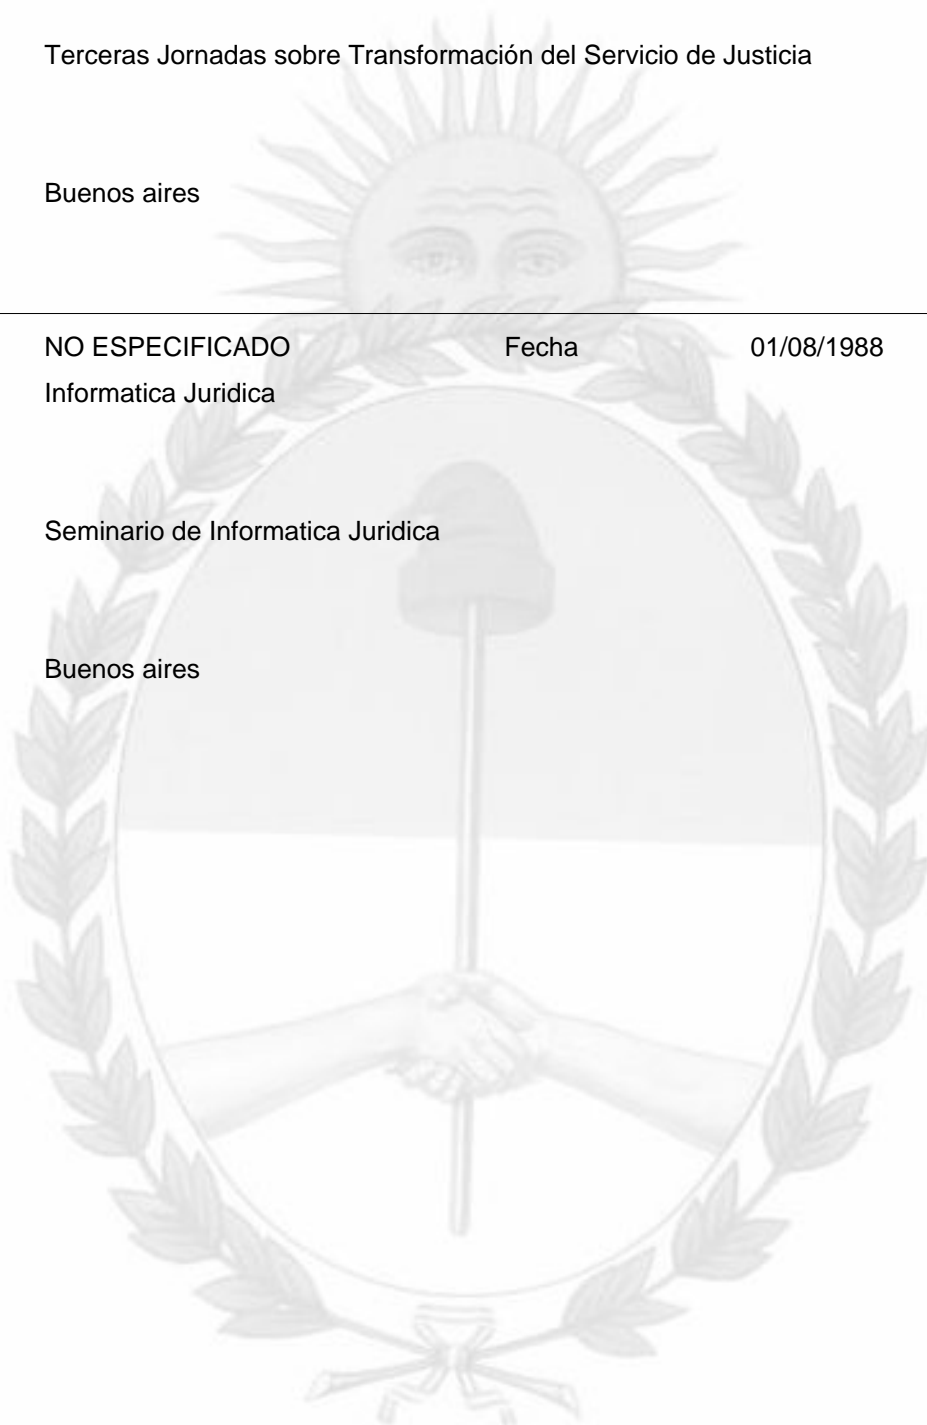 Terceras Jornadas sobre Transformación del Servicio de Justicia
Buenos aires
NO ESPECIFICADO Fecha 01/08/1988
Informatica Juridica
Seminario de Informatica Juridica
Buenos aires